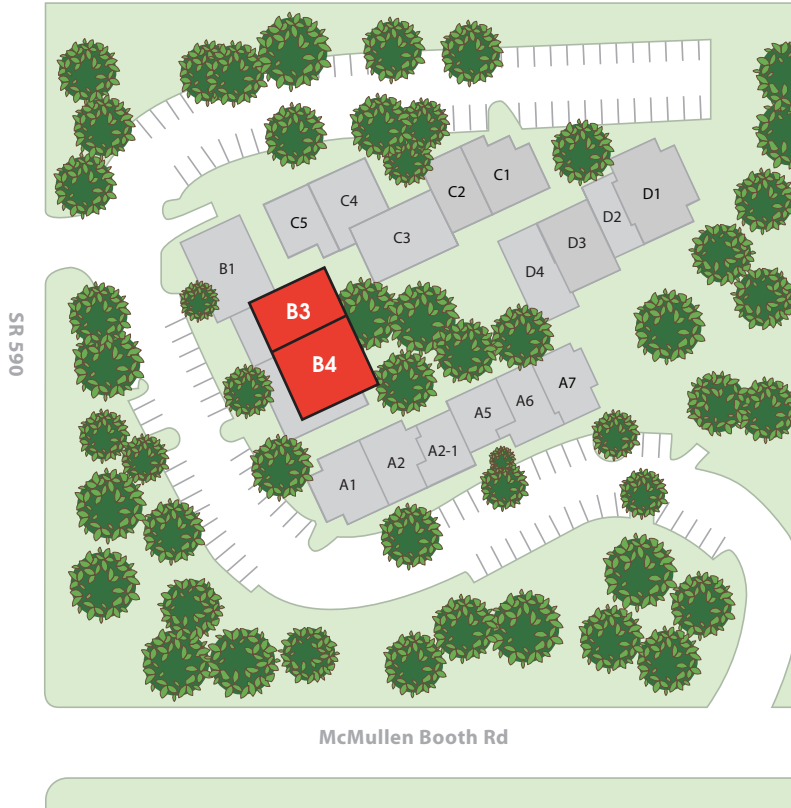 C1
C2
C4
C5
C3
D1
D2
D3
D4
B1
B3
B4
SR 590
A7
A6
A5
A2-1
A2
A1
McMullen Booth Rd